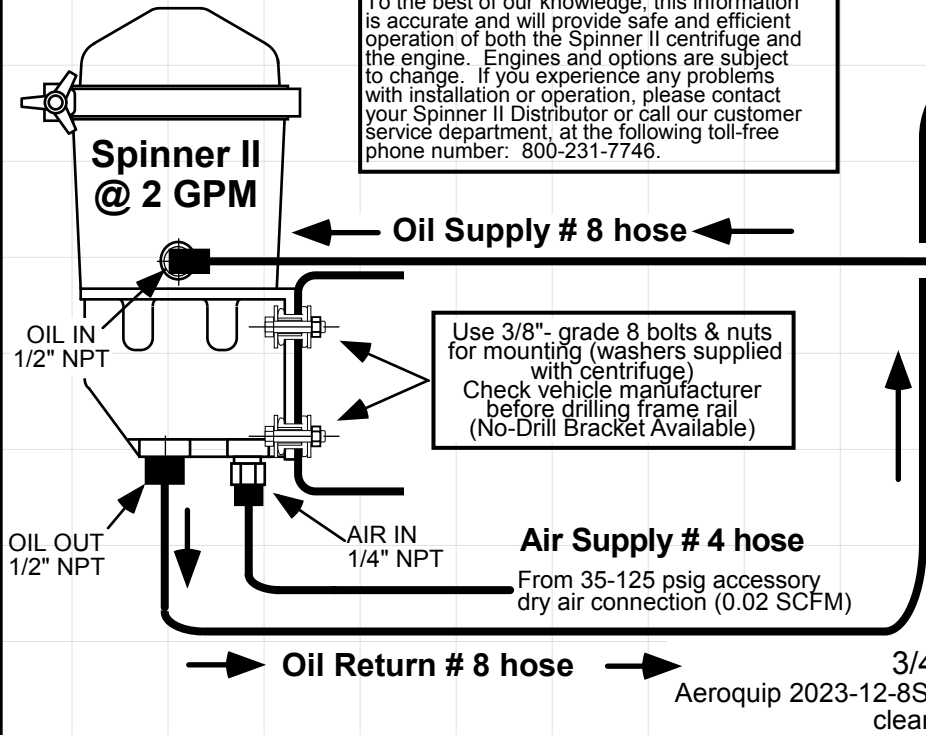 To the best of our knowledge, this information
is accurate and will provide safe and efficient
operation of both the Spinner II centrifuge and
the engine.  Engines and options are subject
to change.  If you experience any problems
with installation or operation, please contact
your Spinner II Distributor or call our customer
service department, at the following toll-free
phone number:  800-231-7746.
Spinner II
@ 2 GPM
Oil Supply # 8 hose
OIL IN
1/2" NPT
Use 3/8"- grade 8 bolts & nuts
for mounting (washers supplied
with centrifuge)
Check vehicle manufacturer
before drilling frame rail
(No-Drill Bracket Available)
OIL OUT
1/2" NPT
AIR IN
1/4" NPT
Air Supply # 4 hose
From 35-125 psig accessory
dry air connection (0.02 SCFM)
Oil Return # 8 hose
3/4
Aeroquip 2023-12-8S
clear